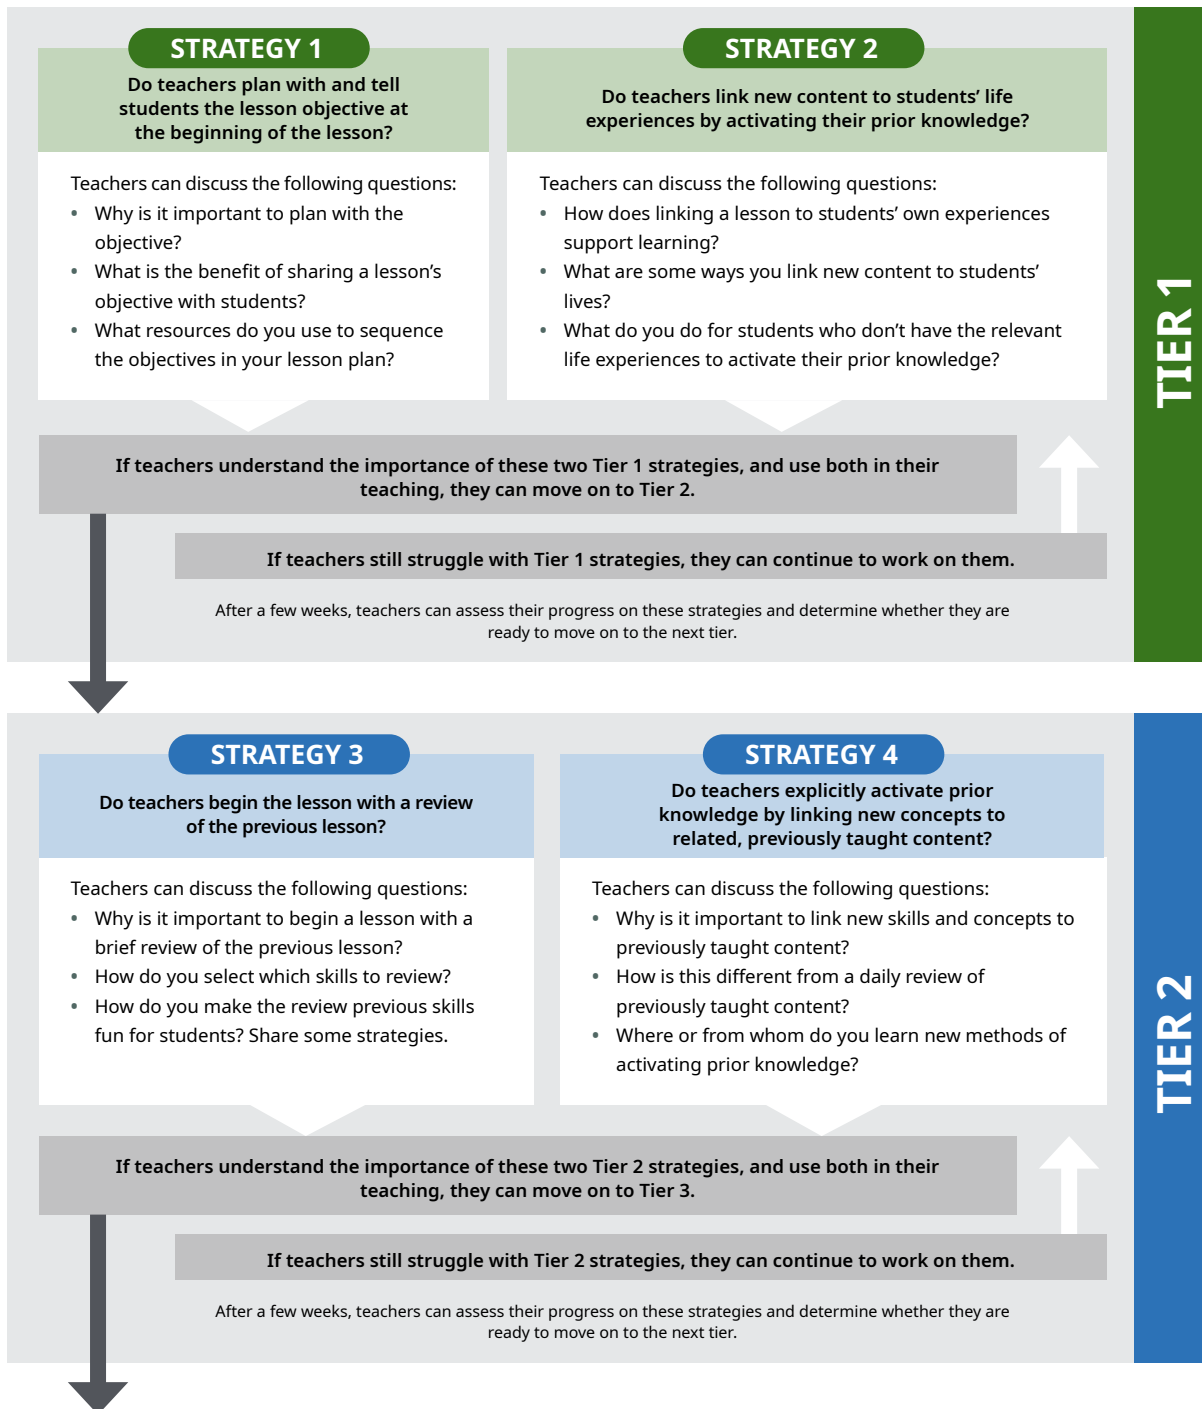 STRATEGY 1
Do teachers plan with and tell
students the lesson objective at
the beginning of the lesson?
Teachers can discuss the following questions:
• Why is it important to plan with the
objective?
• What is the benefit of sharing a lesson’s
objective with students?
• What resources do you use to sequence
the objectives in your lesson plan?
STRATEGY 2
Do teachers link new content to students’ life
experiences by activating their prior knowledge?
Teachers can discuss the following questions:
• How does linking a lesson to students’ own experiences
support learning?
• What are some ways you link new content to students’
lives?
• What do you do for students who don’t have the relevant
life experiences to activate their prior knowledge?
If teachers understand the importance of these two Tier 1 strategies, and use both in their
teaching, they can move on to Tier 2.
If teachers still struggle with Tier 1 strategies, they can continue to work on them.
After a few weeks, teachers can assess their progress on these strategies and determine whether they are
ready to move on to the next tier.
TIER 1
STRATEGY 3
Do teachers begin the lesson with a review
of the previous lesson?
Teachers can discuss the following questions:
• Why is it important to begin a lesson with a
brief review of the previous lesson?
• How do you select which skills to review?
• How do you make the review previous skills
fun for students? Share some strategies.
STRATEGY 4
Do teachers explicitly activate prior
knowledge by linking new concepts to
related, previously taught content?
Teachers can discuss the following questions:
• Why is it important to link new skills and concepts to
previously taught content?
• How is this different from a daily review of
previously taught content?
• Where or from whom do you learn new methods of
activating prior knowledge?
If teachers understand the importance of these two Tier 2 strategies, and use both in their
teaching, they can move on to Tier 3.
If teachers still struggle with Tier 2 strategies, they can continue to work on them.
After a few weeks, teachers can assess their progress on these strategies and determine whether they are
ready to move on to the next tier.
TIER 2